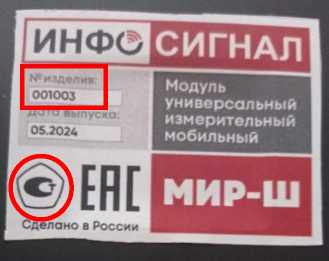 ИНФО СИГНАЛ
№ изделия:
001003
Дата выпуска:
05.2024
Модуль
универсальный
измерительный
мобильный
ЕАС
МИР-Ш
Сделано в России